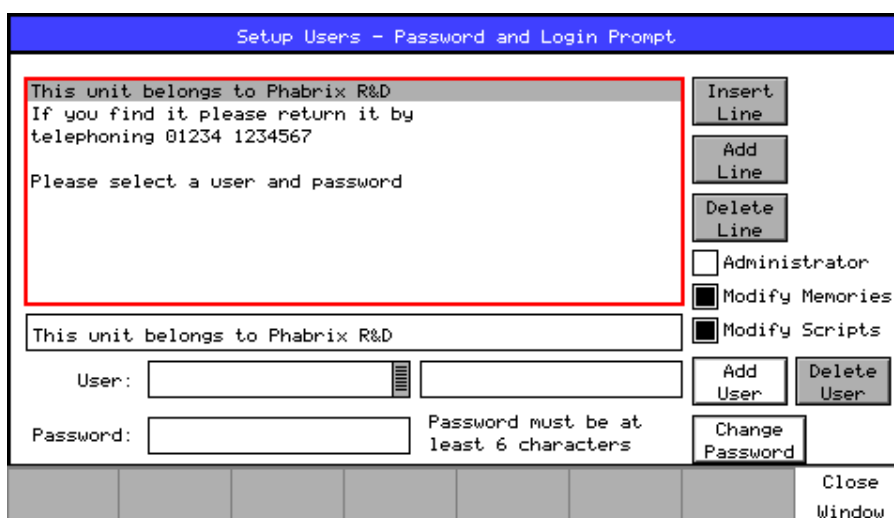 Setup Users - Password and Login Prompt
This unit belongs to Phabrix R&D
If you find it please return it by
telephoning 01234 1234567
Please select a user and password
Insert
Line
Add
Line
Delete
Line
Administrator
Modify Memories
Modify Scripts
This unit belongs to Phabrix R&D
User:
Add
User
Delete
User
Password:
Password must be at
least 6 characters
Change
Password
Close
Window